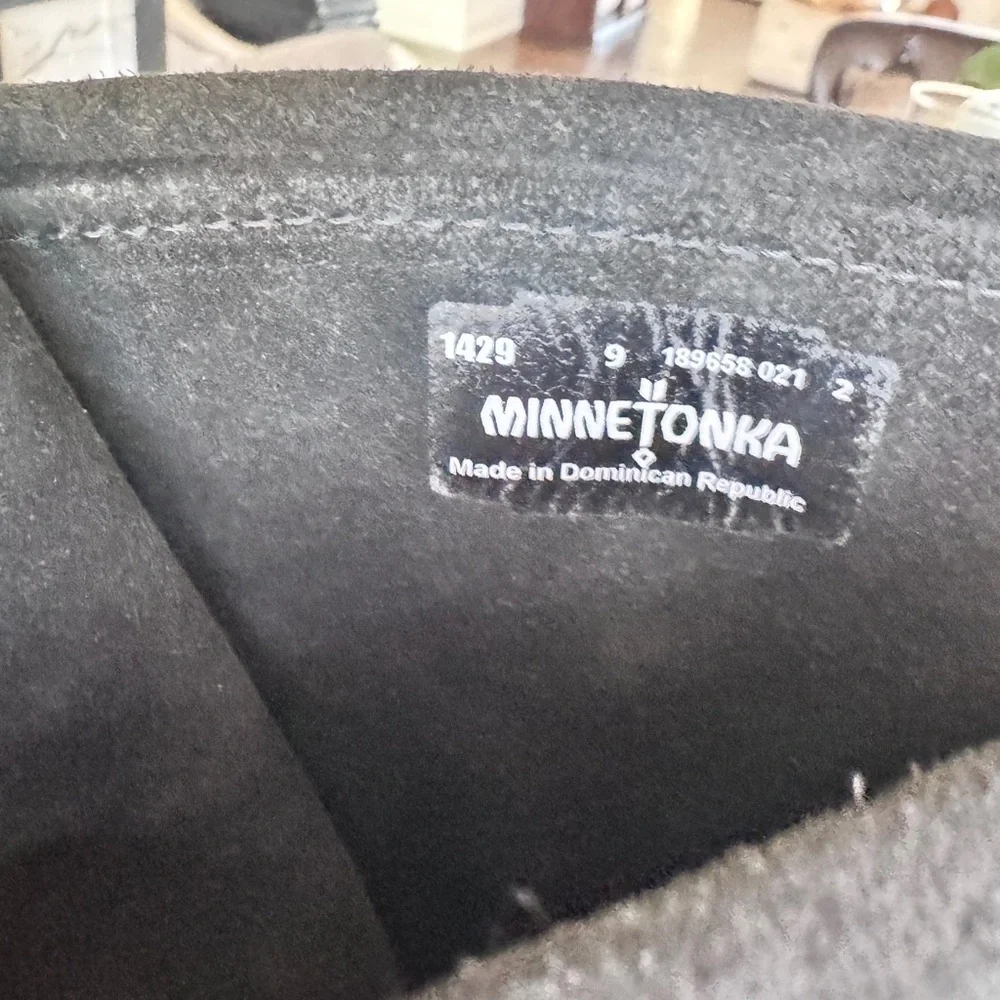 1429 9 189658 021 2
MINNETONKA
Made in Dominican Republic